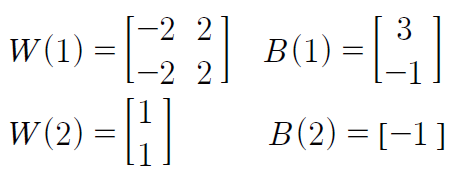 W(1) = [−2 2 −2 2] B(1) = [3 −1]
W(2) = [1 1] B(2) = [−1]